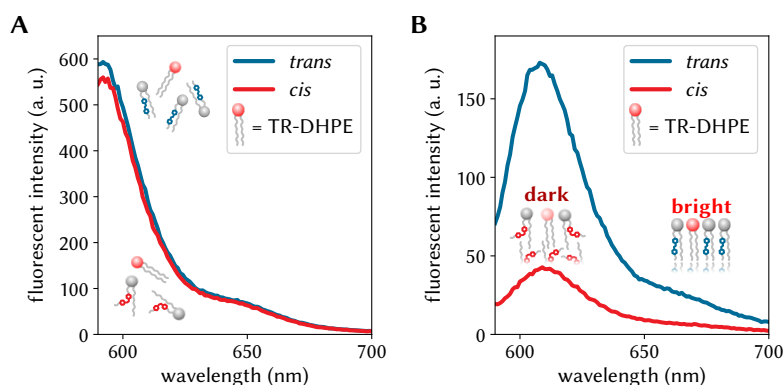 A
fluorescent intensity (a. u.)
600
500
400
300
200
100
0
trans
cis
= TR-DHPE
600
650
700
wavelength (nm)
B
fluorescent intensity (a. u.)
150
100
50
0
trans
cis
= TR-DHPE
dark
bright
600
650
700
wavelength (nm)